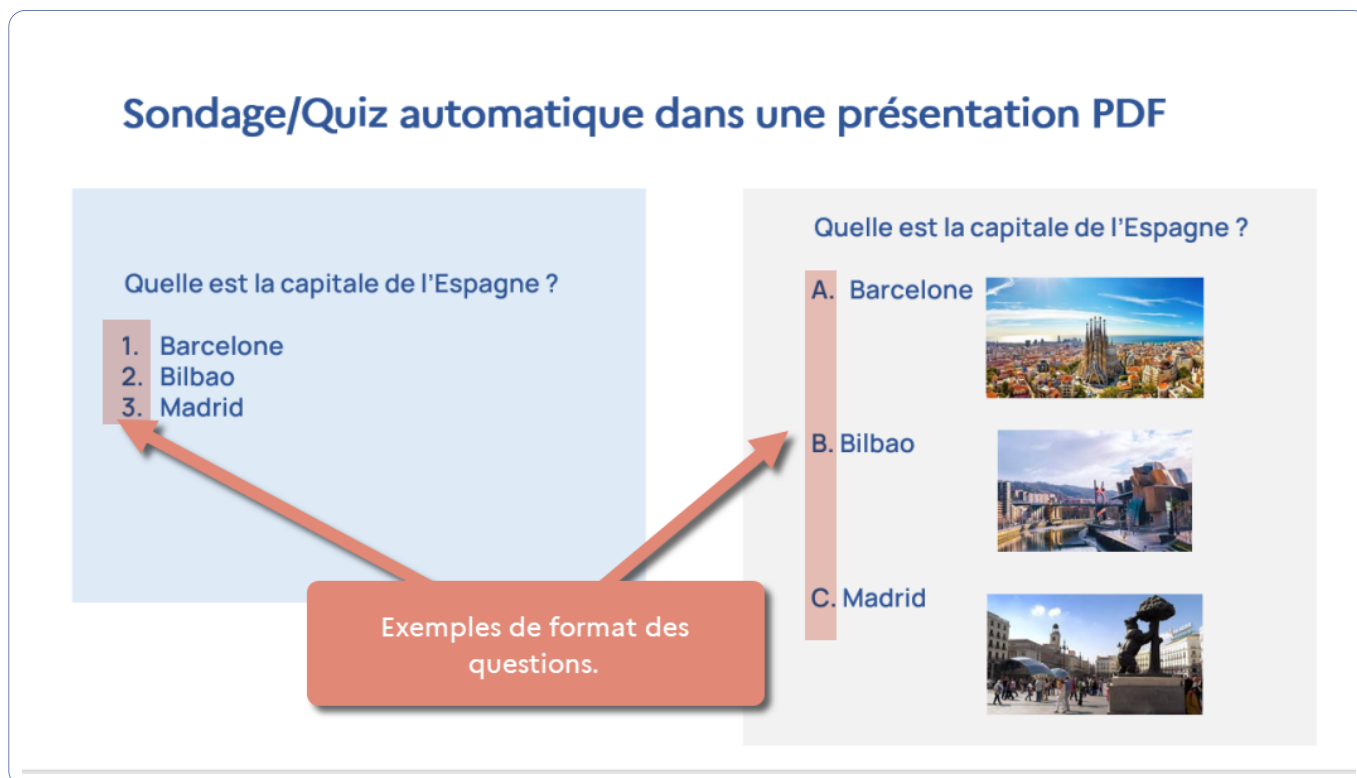 Sondage/Quiz automatique dans une présentation PDF
Quelle est la capitale de l'Espagne ?
1. Barcelone
2. Bilbao
3. Madrid
Quelle est la capitale de l'Espagne ?
A. Barcelone
B. Bilbao
C. Madrid
Exemples de format des
questions.